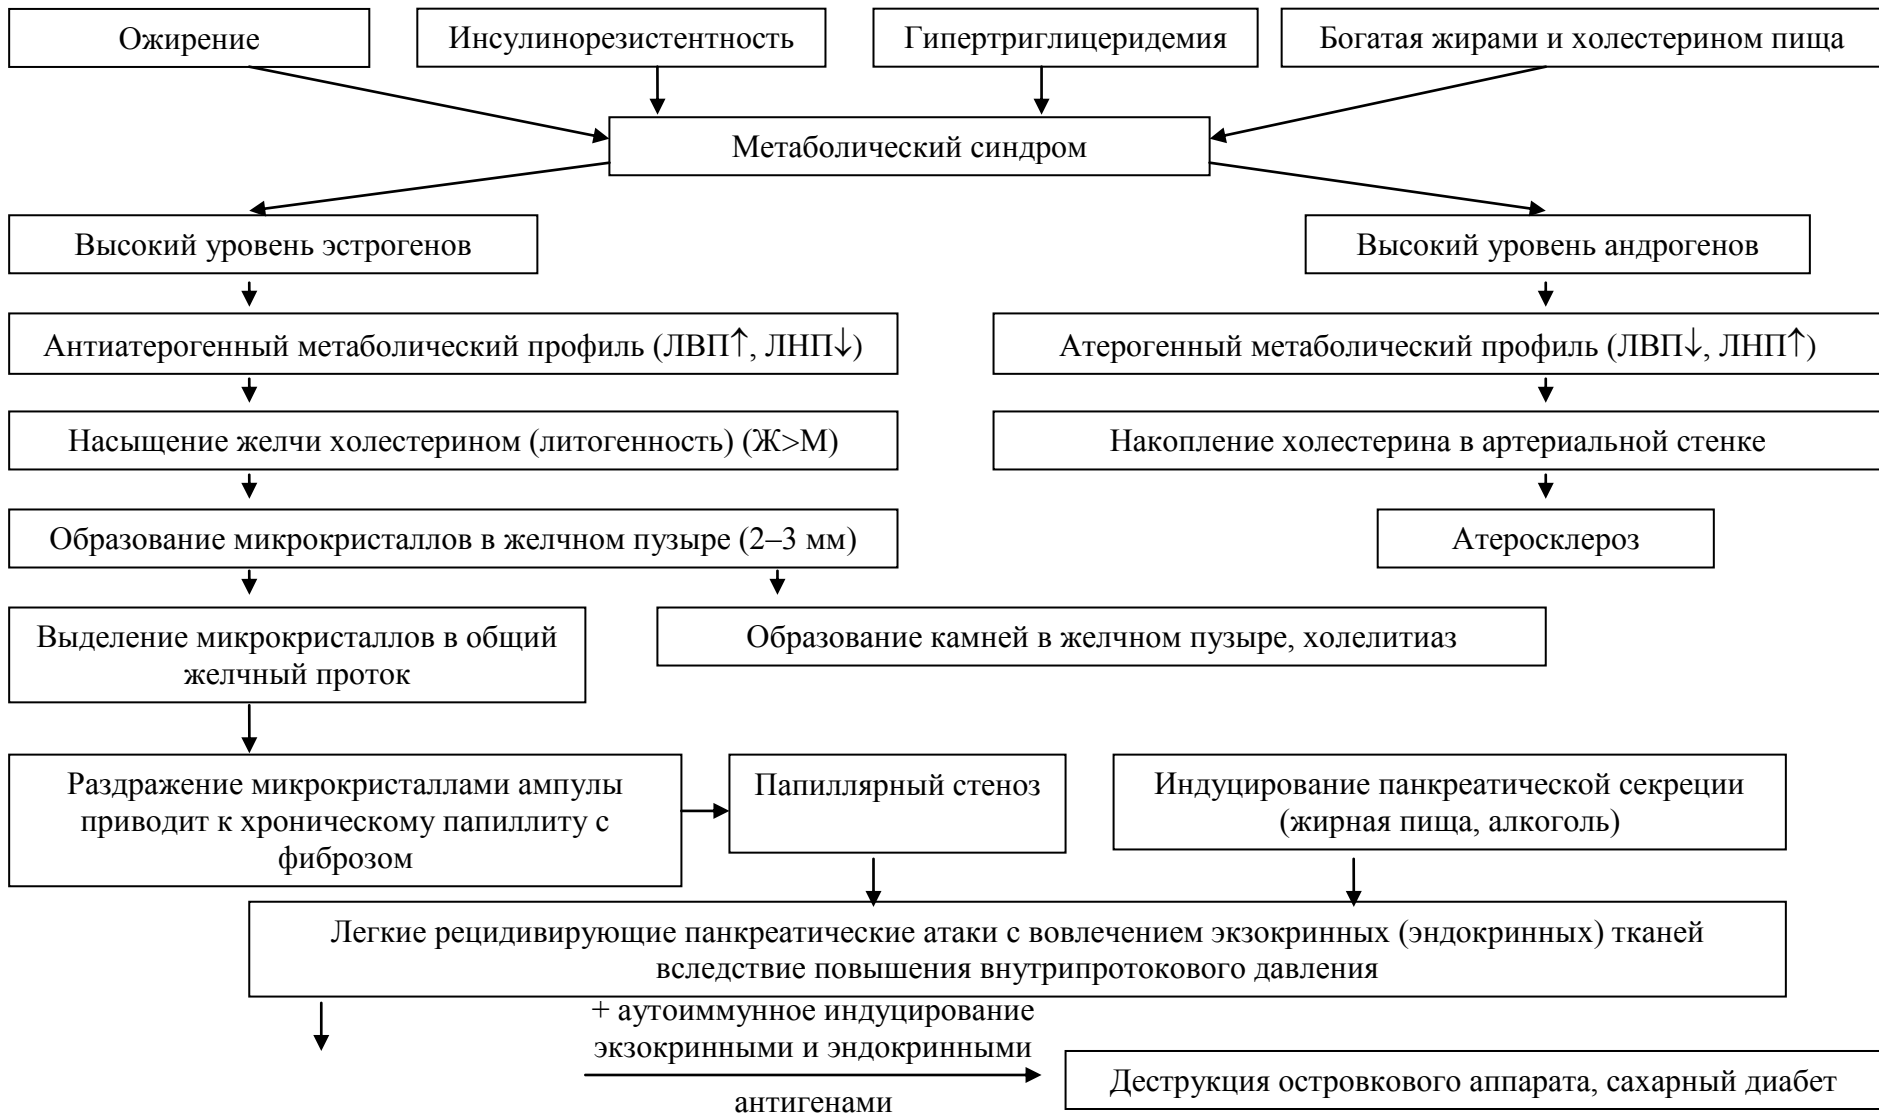 Ожирение
Инсулинорезистентность
Гипертриглицеридемия
Богатая жирами и холестерином пища
Метаболический синдром
Высокий уровень эстрогенов
Высокий уровень андрогенов
Антиатерогенный метаболический профиль (ЛВП↑, ЛНП↓)
Атерогенный метаболический профиль (ЛВП↓, ЛНП↑)
Насыщение желчи холестерином (литогенность) (Ж>М)
Накопление холестерина в артериальной стенке
Образование микрокристаллов в желчном пузыре (2–3 мм)
Атеросклероз
Выделение микрокристаллов в общий
желчный проток
Образование камней в желчном пузыре, холелитиаз
Раздражение микрокристаллами ампулы
приводит к хроническому папиллиту с
фиброзом
Папиллярный стеноз
Индуцирование панкреатической секреции
(жирная пища, алкоголь)
Легкие рецидивирующие панкреатические атаки с вовлечением экзокринных (эндокринных) тканей
вследствие повышения внутрипротокового давления
+ аутоиммунное индуцирование
экзокринными и эндокринными
антигенами
Деструкция островкового аппарата, сахарный диабет